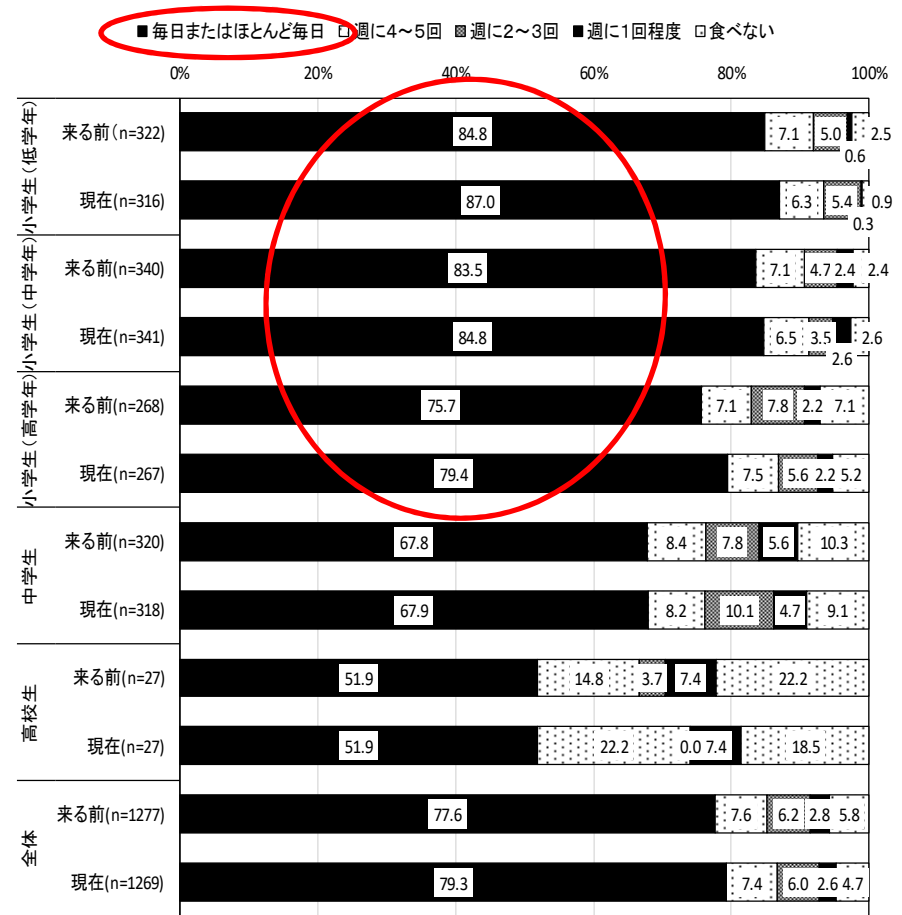 ■毎日またはほとんど毎日 □週に4～5回 ▩週に2～3回 ■週に1回程度 □食べない
0% 20% 40% 60% 80% 100%
小学生(低学年)
来る前(n=322) 84.8 7.1 5.0 0.6 2.5
現在(n=316) 87.0 6.3 5.4 0.3 0.9
小学生(中学年)
来る前(n=340) 83.5 7.1 4.7 2.4 2.4
現在(n=341) 84.8 6.5 3.5 2.6 2.6
小学生(高学年)
来る前(n=268) 75.7 7.1 7.8 2.2 7.1
現在(n=267) 79.4 7.5 5.6 2.2 5.2
中学生
来る前(n=320) 67.8 8.4 7.8 5.6 10.3
現在(n=318) 67.9 8.2 10.1 4.7 9.1
高校生
来る前(n=27) 51.9 14.8 3.7 7.4 22.2
現在(n=27) 51.9 22.2 0.0 7.4 18.5
全体
来る前(n=1277) 77.6 7.6 6.2 2.8 5.8
現在(n=1269) 79.3 7.4 6.0 2.6 4.7